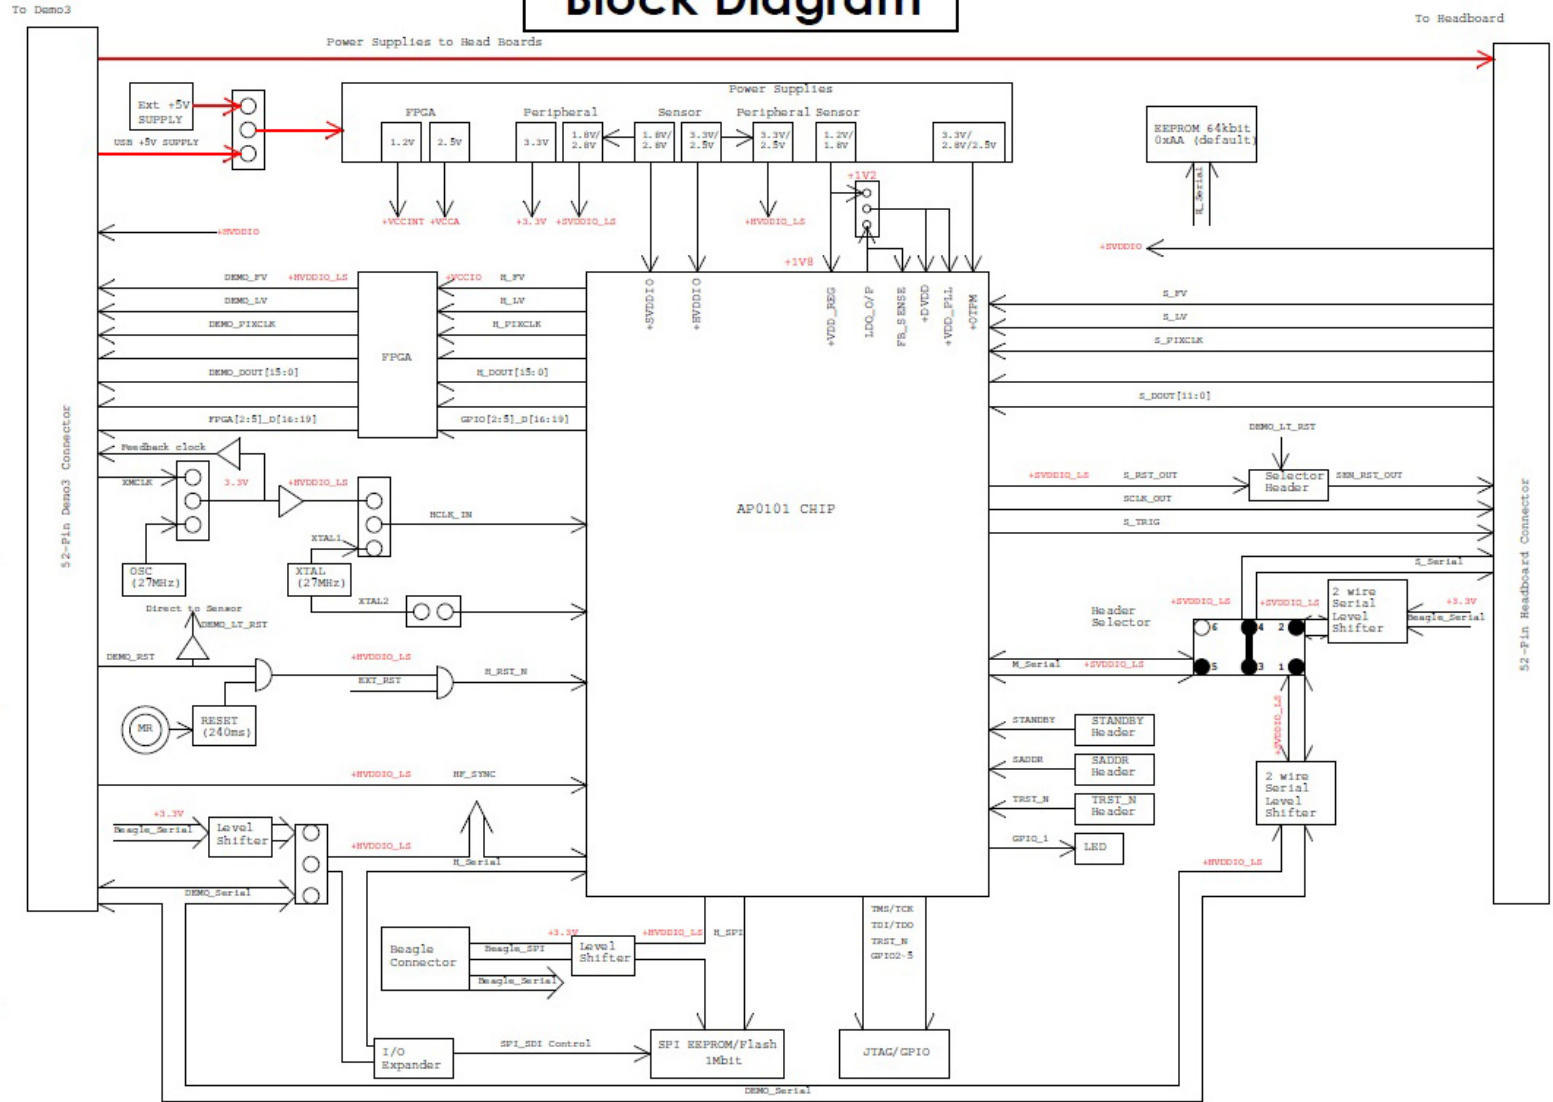 Block Diagram
To Demo3
To Headboard
Power Supplies to Head Boards
Power Supplies
Ext +5V
SUPPLY
USB +5V SUPPLY
FPGA
Peripheral
Sensor
Peripheral Sensor
1.2V
2.5V
3.3V
1.8V/
2.8V
1.8V/
2.8V
3.3V/
2.5V
3.3V/
2.5V
1.2V/
1.8V
3.3V/
2.8V/2.5V
EEPROM 64kbit
0xAA (default)
+1V2
+VCCINT
+VCCA
+3.3V
+SVDDIO_LS
+HVDDIO_LS
+HVDDIO
+SVDDIO
+1V8
DEMO_FV
+HVDDIO_LS
+VCCIO
H_FV
DEMO_LV
H_LV
DEMO_PIXCLK
H_PIXCLK
FPGA
DEMO_DOUT[15:0]
H_DOUT[15:0]
FPGA[2:5]_D[16:19]
GPIO[2:5]_D[16:19]
+SVDDIO
+HVDDIO
+VDD_REG
LDO_O/P
FB_SENSE
+DVDD
+VDD_PLL
+OTPM
S_FV
S_LV
S_PIXCLK
S_DOUT[11:0]
52-Pin Demo3 Connector
Feedback clock
XMCLK
3.3V
+HVDDIO_LS
HCLK_IN
AP0101 CHIP
OSC
(27MHz)
XTAL1
XTAL
(27MHz)
XTAL2
DEMO_LT_RST
+SVDDIO_LS
S_RST_OUT
Selector
Header
SEN_RST_OUT
SCLK_OUT
S_TRIG
52-Pin Headboard Connector
S_Serial
Direct to Sensor
DEMO_LT_RST
DEMO_RST
+HVDDIO_LS
EXT_RST
H_RST_N
MR
RESET
(240ms)
Header
Selector
+SVDDIO_LS
+SVDDIO_LS
2 wire
Serial
Level
Shifter
+3.3V
Beagle_Serial
6
4
2
5
3
1
M_Serial
+SVDDIO_LS
+SVDDIO_LS
STANDBY
STANDBY
Header
SADDR
SADDR
Header
TRST_N
TRST_N
Header
GPIO_1
LED
2 wire
Serial
Level
Shifter
+HVDDIO_LS
+HVDDIO_LS
HF_SYNC
+3.3V
Beagle_Serial
Level
Shifter
+HVDDIO_LS
H_Serial
DEMO_Serial
Beagle
Connector
+3.3V
Beagle_SPI
Beagle_Serial
Level
Shifter
+HVDDIO_LS
H_SPI
TMS/TCK
TDI/TDO
TRST_N
GPIO2-5
I/O
Expander
SPI_SDI Control
SPI EEPROM/Flash
1Mbit
JTAG/GPIO
DEMO_Serial